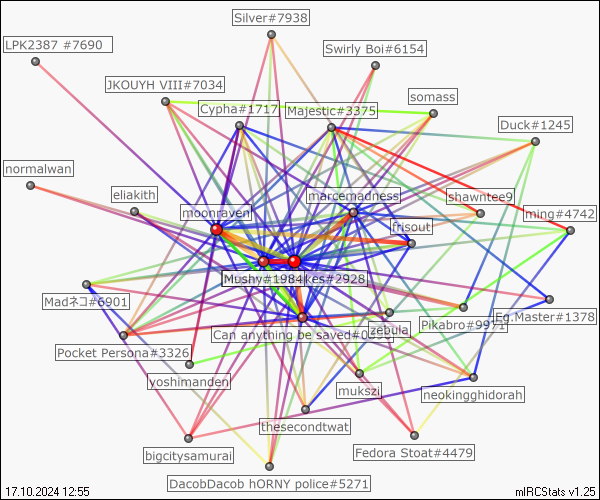 Silver#7938
LPK2387 #7690
Swirly Boi#6154
JKOUYH VIII#7034
somass
Cypha#1717
Majestic#3375
Duck#1245
normalwan
eliakith
marcemadness
shawntee9
moonraven
ming#4742
frisout
Mushy#1984
kes#2928
Madネコ#6901
Eg.Master#1378
Pikabro#9971
zebula
Can anything be saved#0
Pocket Persona#3326
yoshimanden
mukszi
neokingghidorah
thesecondtwat
bigcitysamurai
Fedora Stoat#4479
DacobDacob hORNY police#5271
17.10.2024 12:55
mIRCStats v1.25